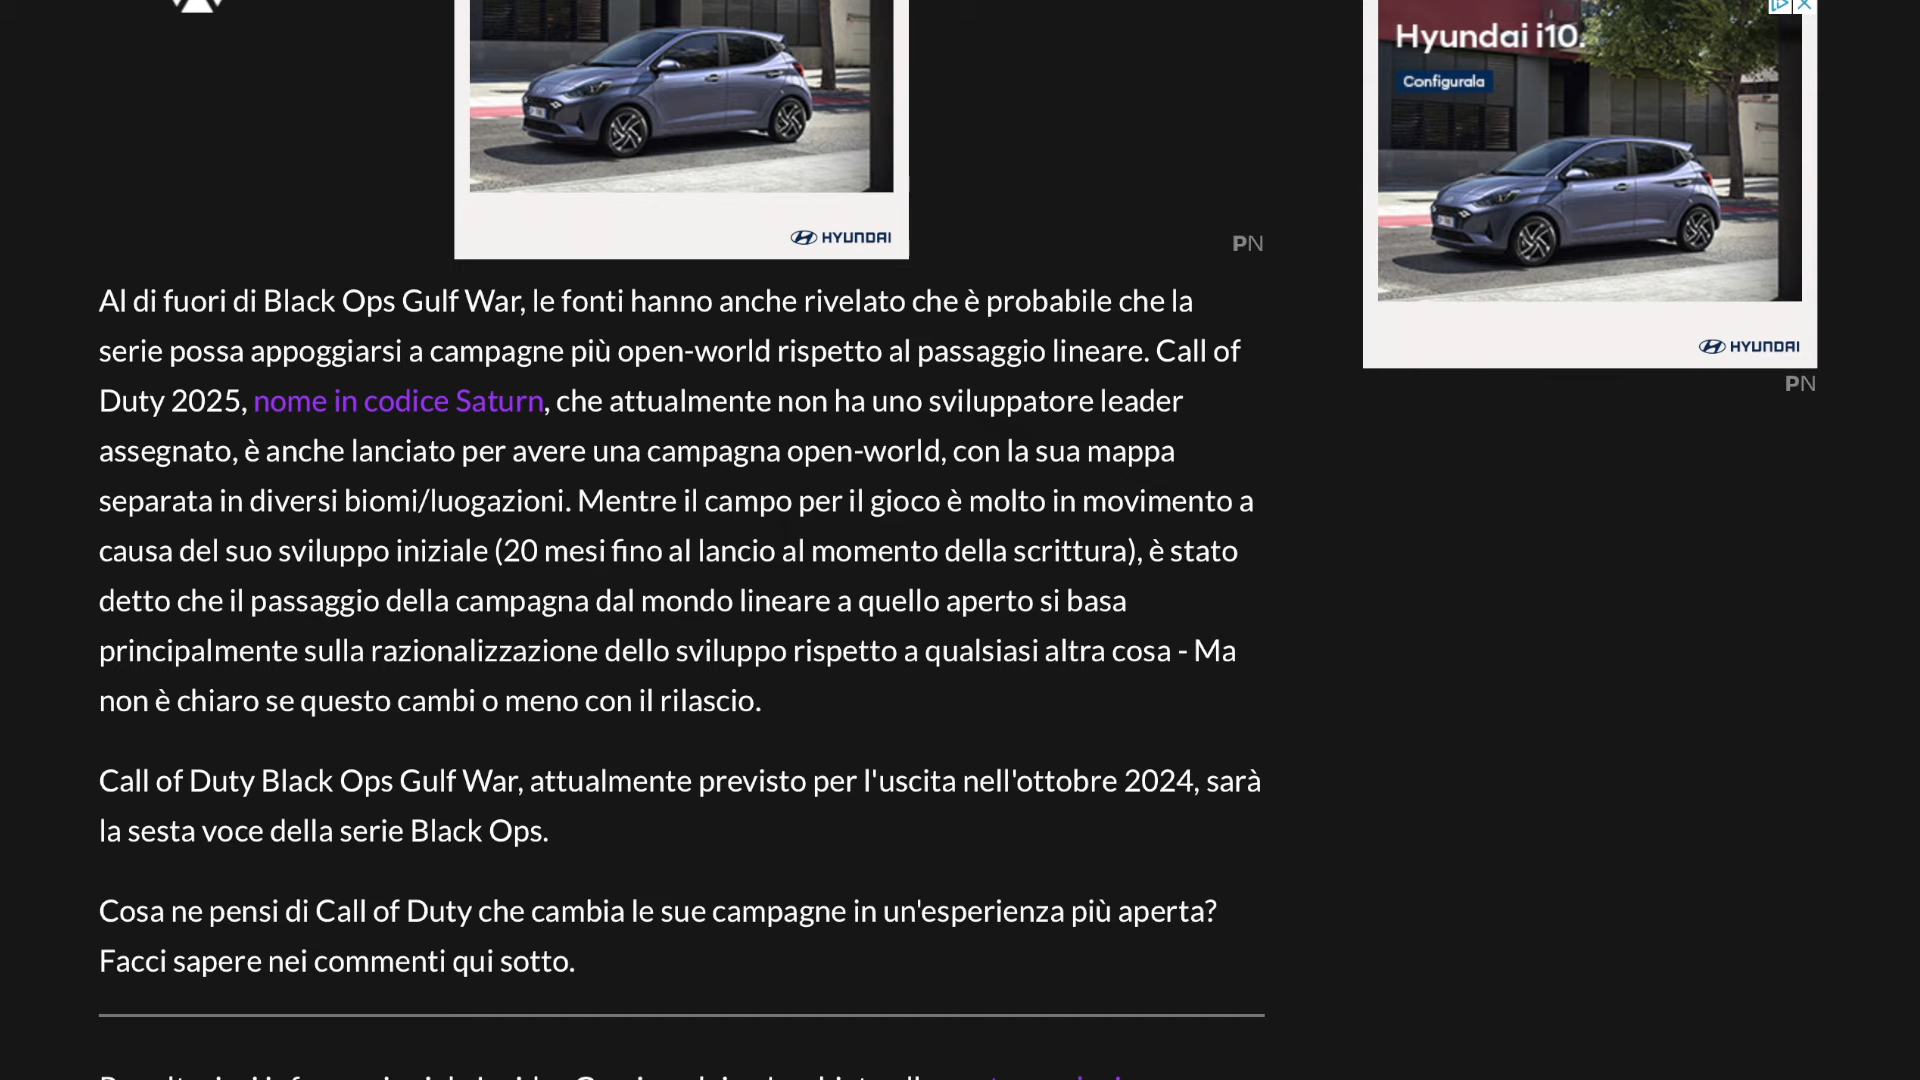 Hyundai i10.
Configurala
HYUNDAI
PN
HYUNDAI
PN
Al di fuori di Black Ops Gulf War, le fonti hanno anche rivelato che è probabile che la
serie possa appoggiarsi a campagne più open-world rispetto al passaggio lineare. Call of
Duty 2025, nome in codice Saturn, che attualmente non ha uno sviluppatore leader
assegnato, è anche lanciato per avere una campagna open-world, con la sua mappa
separata in diversi biomi/luogazioni. Mentre il campo per il gioco è molto in movimento a
causa del suo sviluppo iniziale (20 mesi fino al lancio al momento della scrittura), è stato
detto che il passaggio della campagna dal mondo lineare a quello aperto si basa
principalmente sulla razionalizzazione dello sviluppo rispetto a qualsiasi altra cosa - Ma
non è chiaro se questo cambi o meno con il rilascio.
Call of Duty Black Ops Gulf War, attualmente previsto per l'uscita nell'ottobre 2024, sarà
la sesta voce della serie Black Ops.
Cosa ne pensi di Call of Duty che cambia le sue campagne in un'esperienza più aperta?
Facci sapere nei commenti qui sotto.